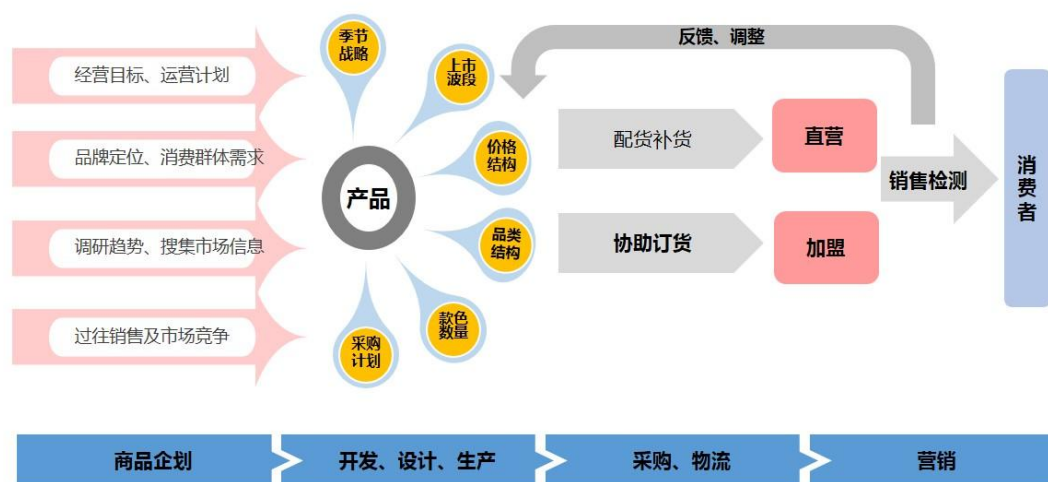 季节
战略
上市
波段
价格
结构
品类
结构
款色
数量
采购
计划
产品
经营目标、运营计划
品牌定位、消费群体需求
调研趋势、搜集市场信息
过往销售及市场竞争
反馈、调整
配货补货
直营
协助订货
加盟
销售检测
消
费
者
商品企划
开发、设计、生产
采购、物流
营销